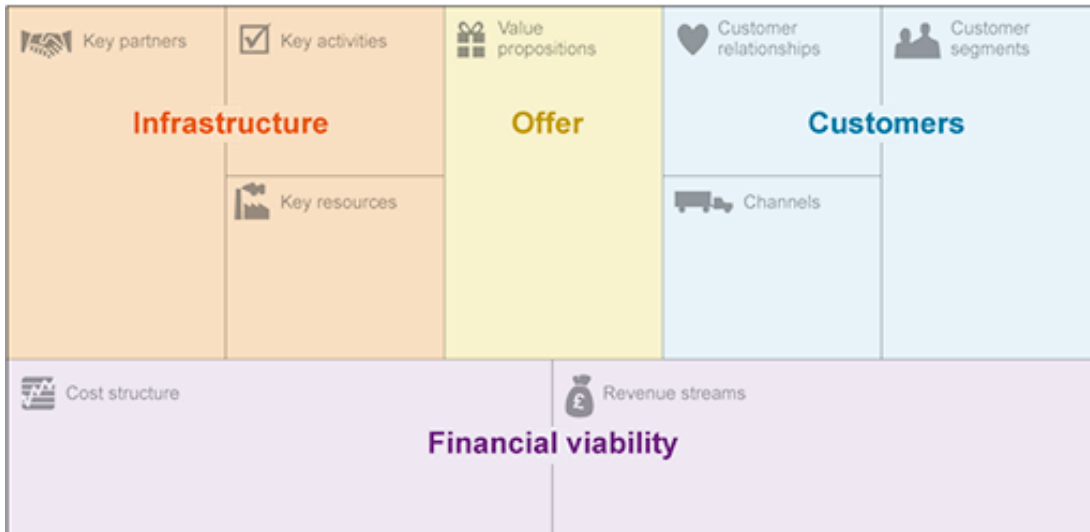 Key partners
Key activities
Value
propositions
Customer
relationships
Customer
segments
Infrastructure
Offer
Customers
Key resources
Channels
Cost structure
£
Revenue streams
Financial viability